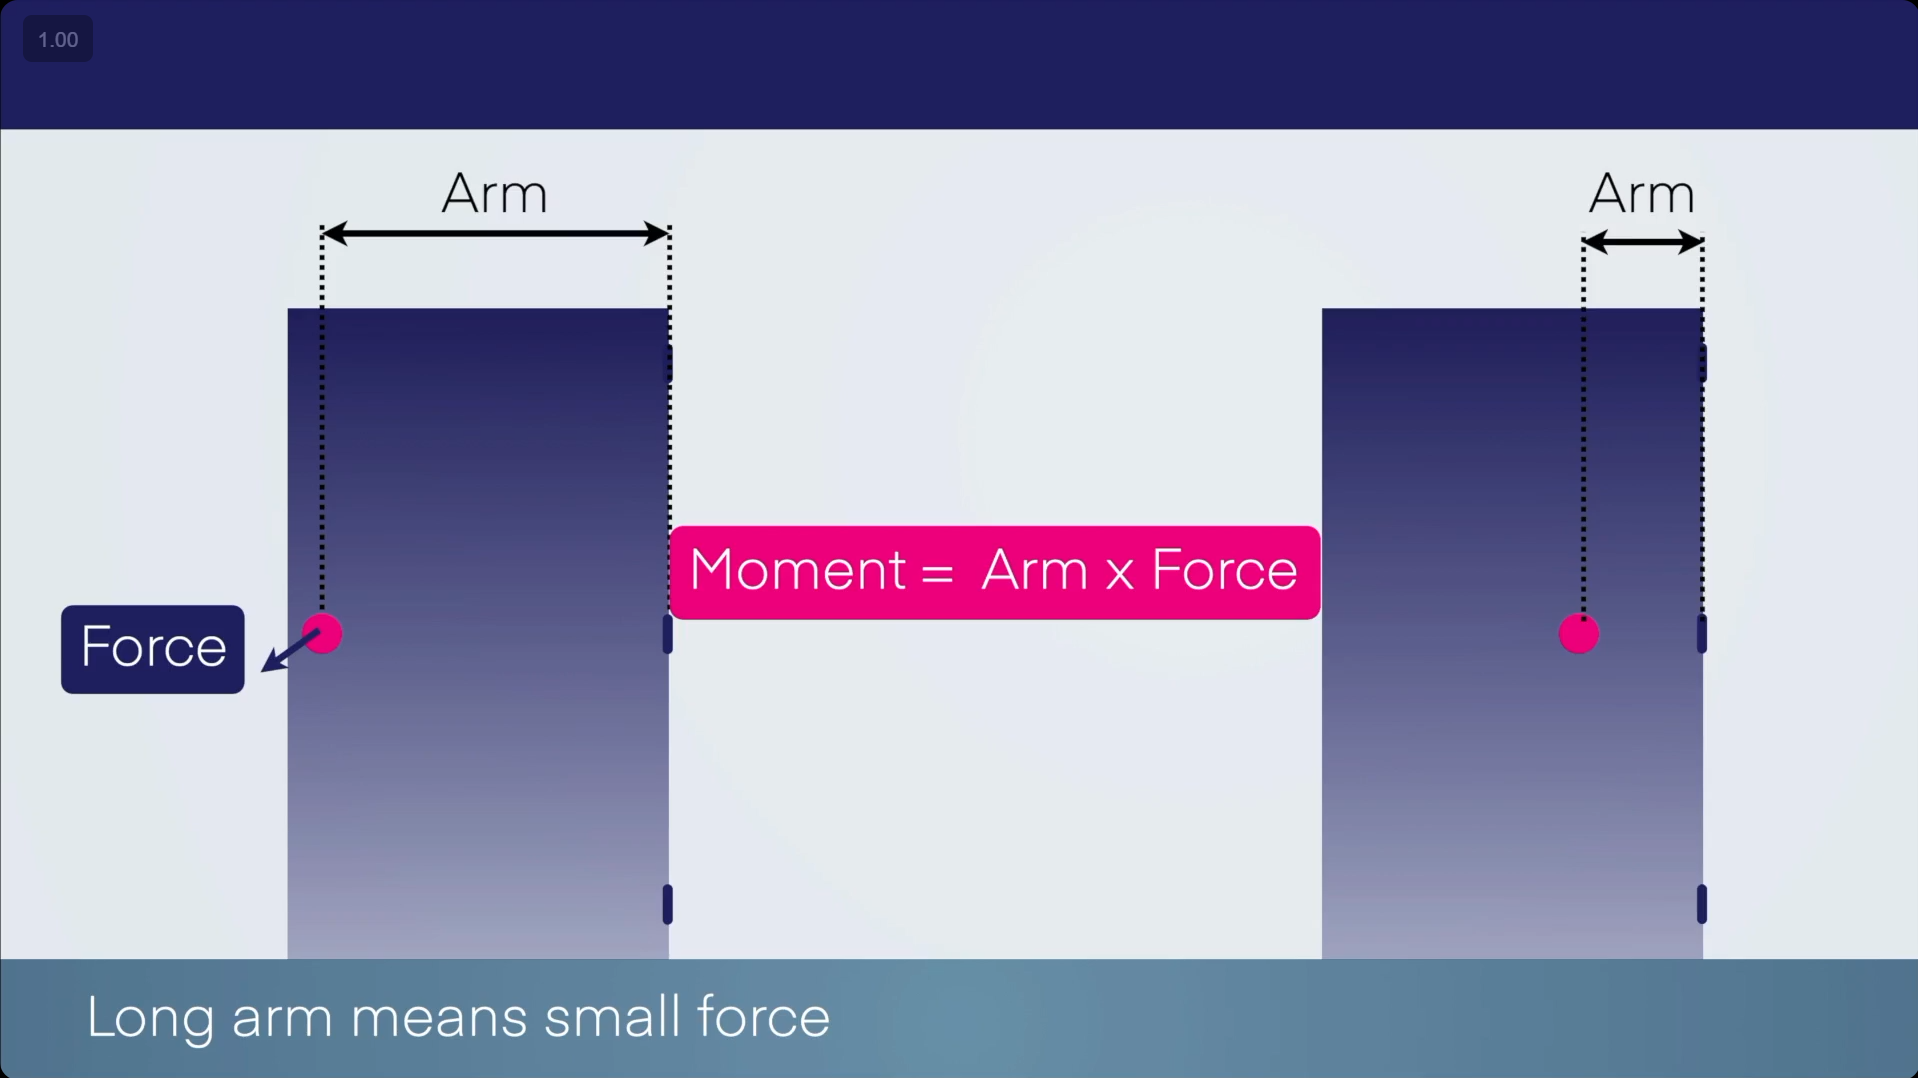 1.00
Arm
Arm
Moment = Arm x Force
Force
Long arm means small force